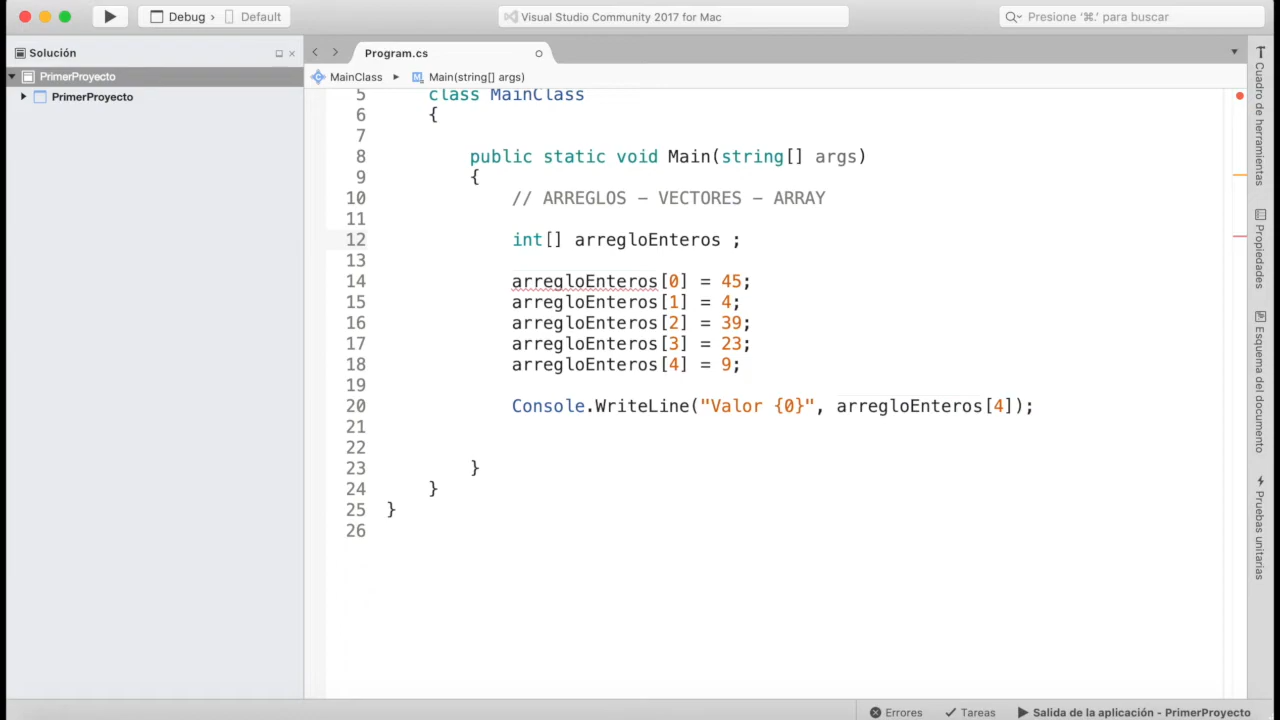 Debug › Default
Visual Studio Community 2017 for Mac
Presione '⌘.' para buscar
Solución
PrimerProyecto
PrimerProyecto
Program.cs
MainClass ▸ Main(string[] args)
5 class MainClass
6 {
7
8 public static void Main(string[] args)
9 {
10 // ARREGLOS – VECTORES – ARRAY
11
12 int[] arregloEnteros ;
13
14 arregloEnteros[0] = 45;
15 arregloEnteros[1] = 4;
16 arregloEnteros[2] = 39;
17 arregloEnteros[3] = 23;
18 arregloEnteros[4] = 9;
19
20 Console.WriteLine("Valor {0}", arregloEnteros[4]);
21
22
23 }
24 }
25 }
26
Cuadro de herramientas
Propiedades
Esquema del documento
Pruebas unitarias
Errores
Tareas
Salida de la aplicación - PrimerProyecto